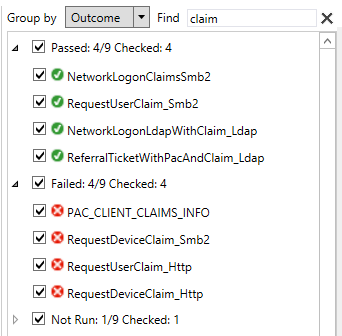 Group by Outcome Find claim
Passed: 4/9 Checked: 4
NetworkLogonClaimsSmb2
RequestUserClaim_Smb2
NetworkLogonLdapWithClaim_Ldap
ReferralTicketWithPacAndClaim_Ldap
Failed: 4/9 Checked: 4
PAC_CLIENT_CLAIMS_INFO
RequestDeviceClaim_Smb2
RequestUserClaim_Http
RequestDeviceClaim_Http
Not Run: 1/9 Checked: 1